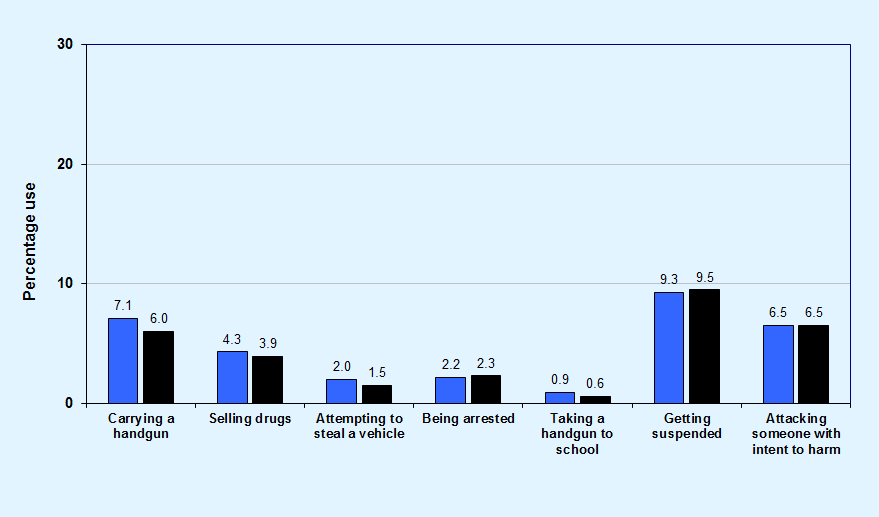 30
20
10
0
Percentage use
7.1
6.0
4.3
3.9
2.0
1.5
2.2
2.3
0.9
0.6
9.3
9.5
6.5
6.5
Carrying a
handgun
Selling drugs
Attempting to
steal a vehicle
Being arrested
Taking a
handgun to
school
Getting
suspended
Attacking
someone with
intent to harm